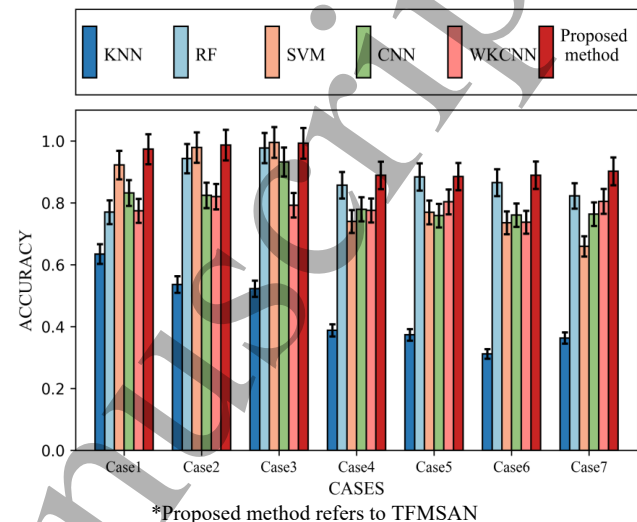 KNN RF SVM CNN WKCNN Proposed method
1.0
0.8
0.6
0.4
0.2
0.0
ACCURACY
Case1 Case2 Case3 Case4 Case5 Case6 Case7
CASES
*Proposed method refers to TFMSAN